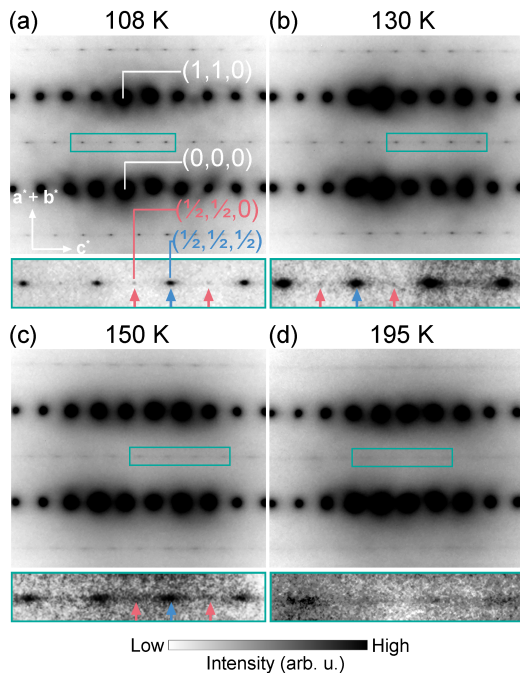 (a) 108 K
(b) 130 K
(1,1,0)
(0,0,0)
a* + b*
c*
(½,½,0)
(½,½,½)
(c) 150 K
(d) 195 K
Low High
Intensity (arb. u.)